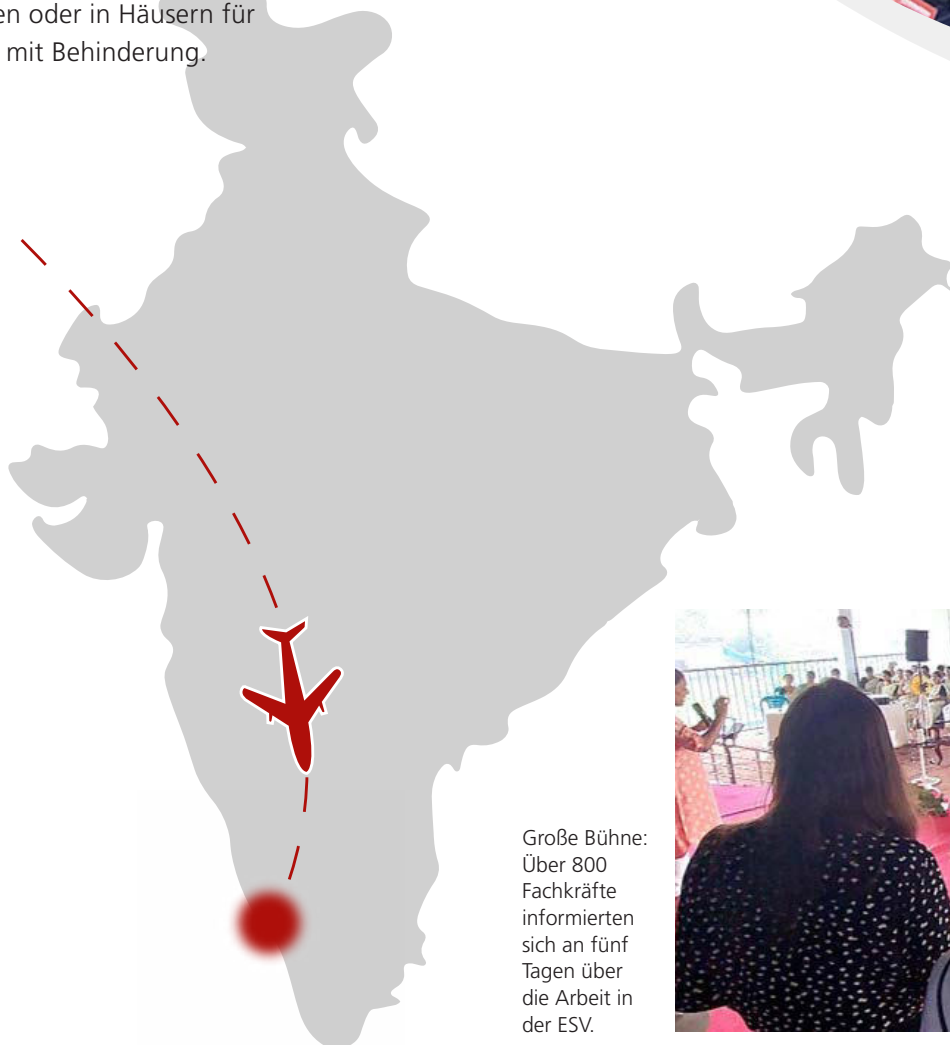 en oder in Häusern für
mit Behinderung.
Große Bühne:
Über 800
Fachkräfte
informierten
sich an fünf
Tagen über
die Arbeit in
der ESV.